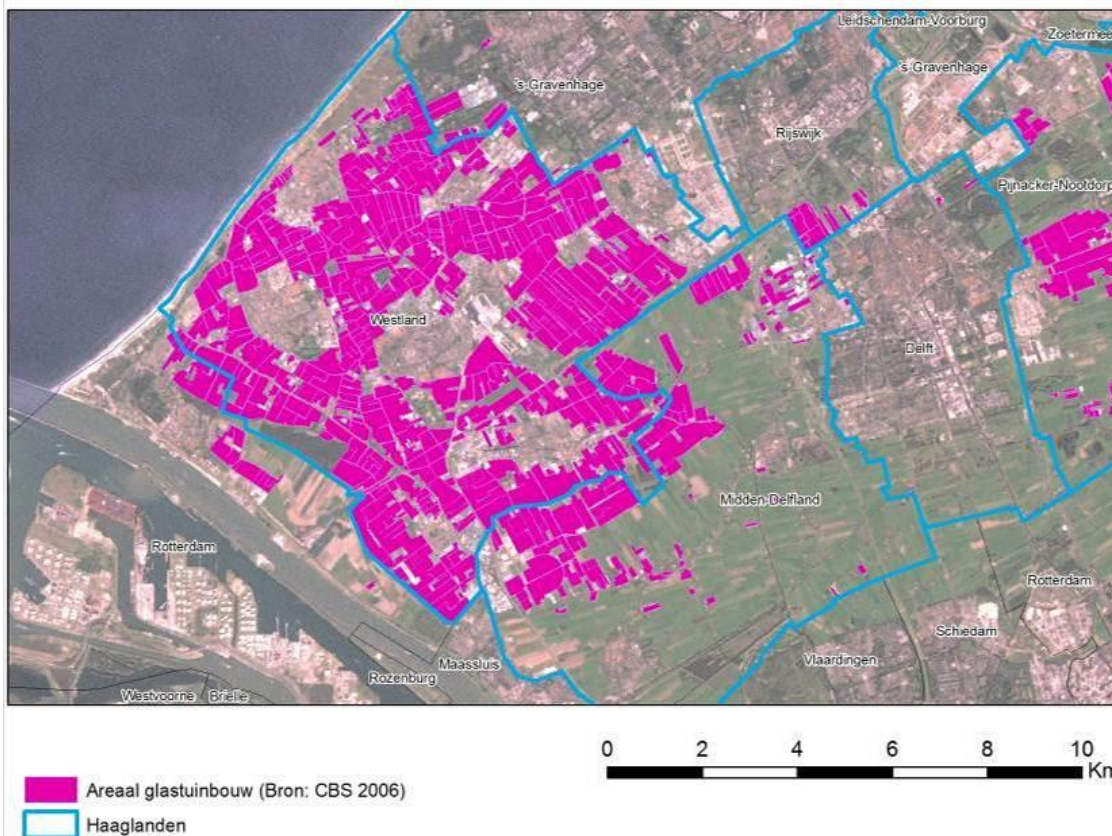 Leidschendam-Voorburg
Zoetermee
's-Gravenhage
's-Gravenhage
Rijswijk
Pijnacker-Nootdorp
Westland
Delft
Midden-Delfland
Rotterdam
Rotterdam
Schiedam
Maassluis
Vlaardingen
Rozenburg
Westvoorne
Brielle
0 2 4 6 8 10
Km
Areaal glastuinbouw (Bron: CBS 2006)
Haaglanden